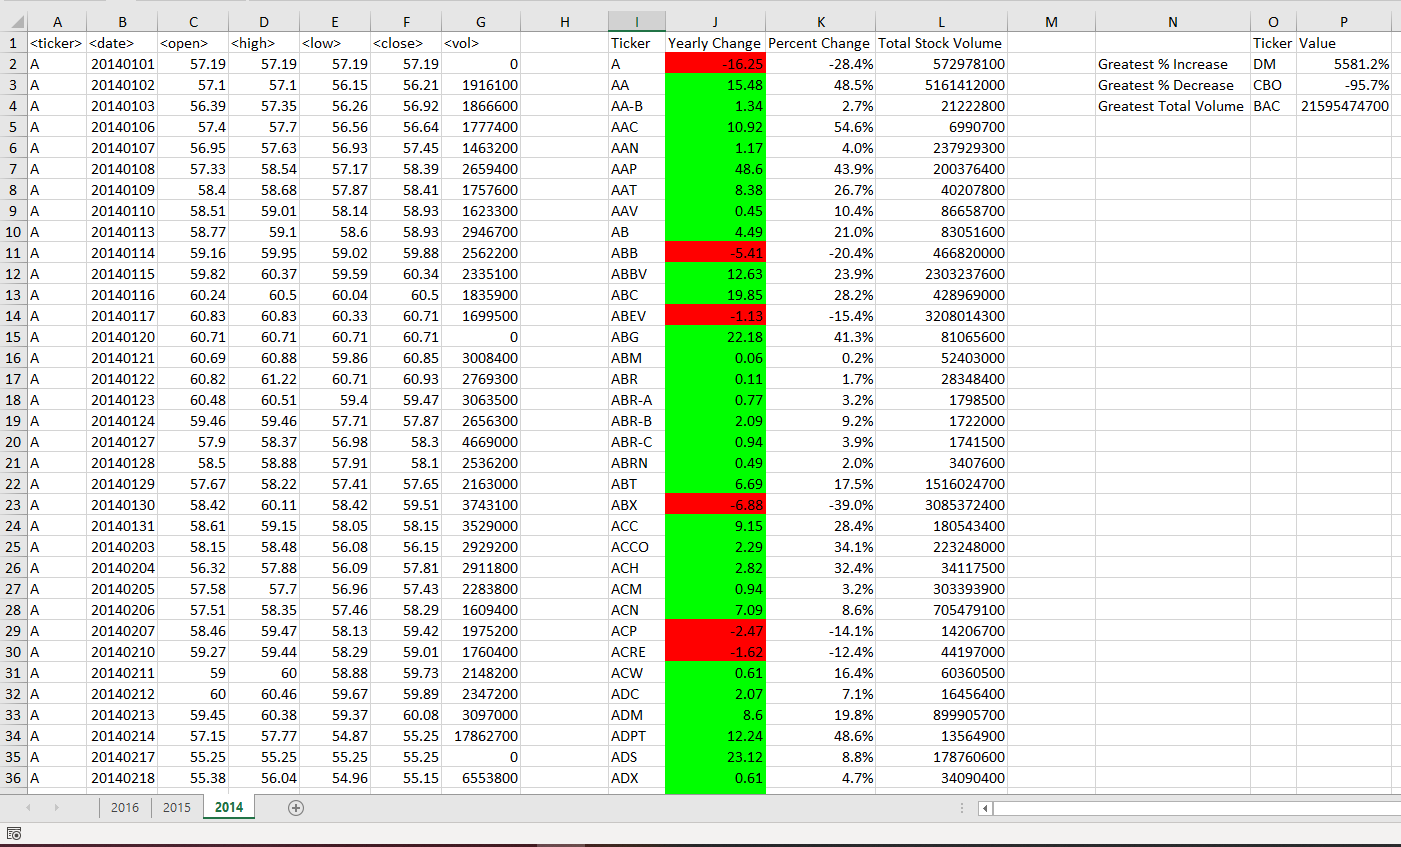 A B C D E F G H I J K L M N O P
1 <ticker> <date> <open> <high> <low> <close> <vol> Ticker Yearly Change Percent Change Total Stock Volume Ticker Value
2 A 20140101 57.19 57.19 57.19 57.19 0 A -16.25 -28.4% 572978100 Greatest % Increase DM 5581.2%
3 A 20140102 57.1 57.1 56.15 56.21 1916100 AA 15.48 48.5% 5161412000 Greatest % Decrease CBO -95.7%
4 A 20140103 56.39 57.35 56.26 56.92 1866600 AA-B 1.34 2.7% 21222800 Greatest Total Volume BAC 21595474700
5 A 20140106 57.4 57.7 56.56 56.64 1777400 AAC 10.92 54.6% 6990700
6 A 20140107 56.95 57.63 56.93 57.45 1463200 AAN 1.17 4.0% 237929300
7 A 20140108 57.33 58.54 57.17 58.39 2659400 AAP 48.6 43.9% 200376400
8 A 20140109 58.4 58.68 57.87 58.41 1757600 AAT 8.38 26.7% 40207800
9 A 20140110 58.51 59.01 58.14 58.93 1623300 AAV 0.45 10.4% 86658700
10 A 20140113 58.77 59.1 58.6 58.93 2946700 AB 4.49 21.0% 83051600
11 A 20140114 59.16 59.95 59.02 59.88 2562200 ABB -5.41 -20.4% 466820000
12 A 20140115 59.82 60.37 59.59 60.34 2335100 ABBV 12.63 23.9% 2303237600
13 A 20140116 60.24 60.5 60.04 60.5 1835900 ABC 19.85 28.2% 428969000
14 A 20140117 60.83 60.83 60.33 60.71 1699500 ABEV -1.13 -15.4% 3208014300
15 A 20140120 60.71 60.71 60.71 60.71 0 ABG 22.18 41.3% 81065600
16 A 20140121 60.69 60.88 59.86 60.85 3008400 ABM 0.06 0.2% 52403000
17 A 20140122 60.82 61.22 60.71 60.93 2769300 ABR 0.11 1.7% 28348400
18 A 20140123 60.48 60.51 59.4 59.47 3063500 ABR-A 0.77 3.2% 1798500
19 A 20140124 59.46 59.46 57.71 57.87 2656300 ABR-B 2.09 9.2% 1722000
20 A 20140127 57.9 58.37 56.98 58.3 4669000 ABR-C 0.94 3.9% 1741500
21 A 20140128 58.5 58.88 57.91 58.1 2536200 ABRN 0.49 2.0% 3407600
22 A 20140129 57.67 58.22 57.41 57.65 2163000 ABT 6.69 17.5% 1516024700
23 A 20140130 58.42 60.11 58.42 59.51 3743100 ABX -6.88 -39.0% 3085372400
24 A 20140131 58.61 59.15 58.05 58.15 3529000 ACC 9.15 28.4% 180543400
25 A 20140203 58.15 58.48 56.08 56.15 2929200 ACCO 2.29 34.1% 223248000
26 A 20140204 56.32 57.88 56.09 57.81 2911800 ACH 2.82 32.4% 34117500
27 A 20140205 57.58 57.7 56.96 57.43 2283800 ACM 0.94 3.2% 303393900
28 A 20140206 57.51 58.35 57.46 58.29 1609400 ACN 7.09 8.6% 705479100
29 A 20140207 58.46 59.47 58.13 59.42 1975200 ACP -2.47 -14.1% 14206700
30 A 20140210 59.27 59.44 58.29 59.01 1760400 ACRE -1.62 -12.4% 44197000
31 A 20140211 59 60 58.88 59.73 2148200 ACW 0.61 16.4% 60360500
32 A 20140212 60 60.46 59.67 59.89 2347200 ADC 2.07 7.1% 16456400
33 A 20140213 59.45 60.38 59.37 60.08 3097000 ADM 8.6 19.8% 899905700
34 A 20140214 57.15 57.77 54.87 55.25 17862700 ADPT 12.24 48.6% 13564900
35 A 20140217 55.25 55.25 55.25 55.25 0 ADS 23.12 8.8% 178760600
36 A 20140218 55.38 56.04 54.96 55.15 6553800 ADX 0.61 4.7% 34090400
2016 2015 2014